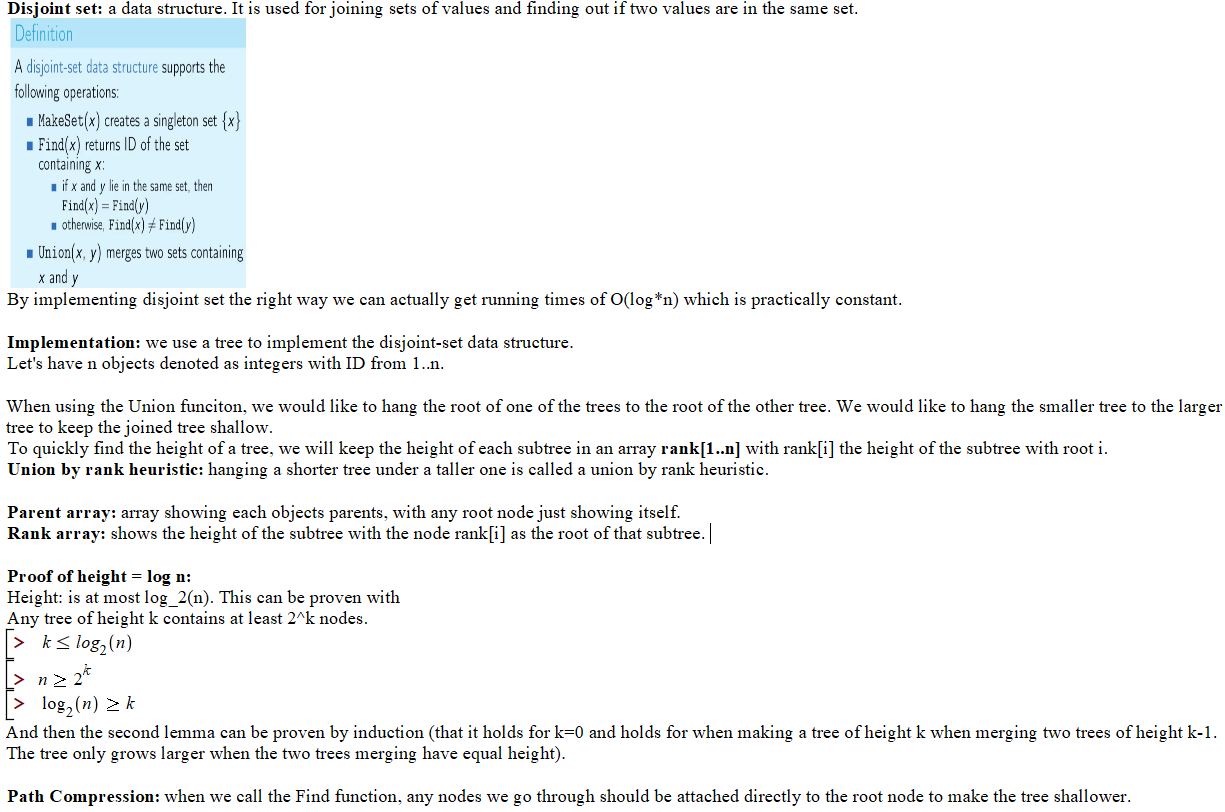 Disjoint set: a data structure. It is used for joining sets of values and finding out if two values are in the same set.
Definition
A disjoint-set data structure supports the
following operations:
■ MakeSet(x) creates a singleton set {x}
■ Find(x) returns ID of the set
containing x:
■ if x and y lie in the same set, then
Find(x) = Find(y)
■ otherwise, Find(x) ≠ Find(y)
■ Union(x, y) merges two sets containing
x and y
By implementing disjoint set the right way we can actually get running times of O(log*n) which is practically constant.
Implementation: we use a tree to implement the disjoint-set data structure.
Let's have n objects denoted as integers with ID from 1..n.
When using the Union funciton, we would like to hang the root of one of the trees to the root of the other tree. We would like to hang the smaller tree to the larger
tree to keep the joined tree shallow.
To quickly find the height of a tree, we will keep the height of each subtree in an array rank[1..n] with rank[i] the height of the subtree with root i.
Union by rank heuristic: hanging a shorter tree under a taller one is called a union by rank heuristic.
Parent array: array showing each objects parents, with any root node just showing itself.
Rank array: shows the height of the subtree with the node rank[i] as the root of that subtree.
Proof of height = log n:
Height: is at most log_2(n). This can be proven with
Any tree of height k contains at least 2^k nodes.
> k ≤ log₂(n)
> n ≥ 2ᵏ
> log₂(n) ≥ k
And then the second lemma can be proven by induction (that it holds for k=0 and holds for when making a tree of height k when merging two trees of height k-1.
The tree only grows larger when the two trees merging have equal height).
Path Compression: when we call the Find function, any nodes we go through should be attached directly to the root node to make the tree shallower.